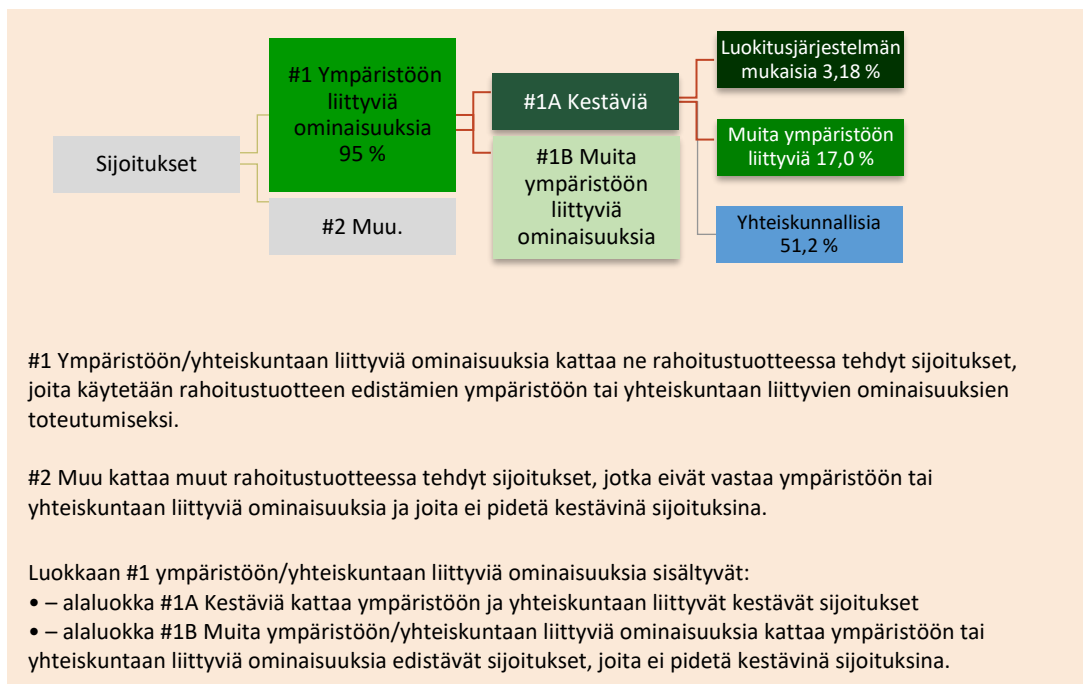 Sijoitukset
#1 Ympäristöön
liittyviä
ominaisuuksia
95 %
#2 Muu.
#1A Kestäviä
#1B Muita
ympäristöön
liittyviä
ominaisuuksia
Luokitusjärjestelmän
mukaisia 3,18 %
Muita ympäristöön
liittyviä 17,0 %
Yhteiskunnallisia
51,2 %
#1 Ympäristöön/yhteiskuntaan liittyviä ominaisuuksia kattaa ne rahoitustuotteessa tehdyt sijoitukset,
joita käytetään rahoitustuotteen edistämien ympäristöön tai yhteiskuntaan liittyvien ominaisuuksien
toteutumiseksi.
#2 Muu kattaa muut rahoitustuotteessa tehdyt sijoitukset, jotka eivät vastaa ympäristöön tai
yhteiskuntaan liittyviä ominaisuuksia ja joita ei pidetä kestävinä sijoituksina.
Luokkaan #1 ympäristöön/yhteiskuntaan liittyviä ominaisuuksia sisältyvät:
• – alaluokka #1A Kestäviä kattaa ympäristöön ja yhteiskuntaan liittyvät kestävät sijoitukset
• – alaluokka #1B Muita ympäristöön/yhteiskuntaan liittyviä ominaisuuksia kattaa ympäristöön tai
yhteiskuntaan liittyviä ominaisuuksia edistävät sijoitukset, joita ei pidetä kestävinä sijoituksina.